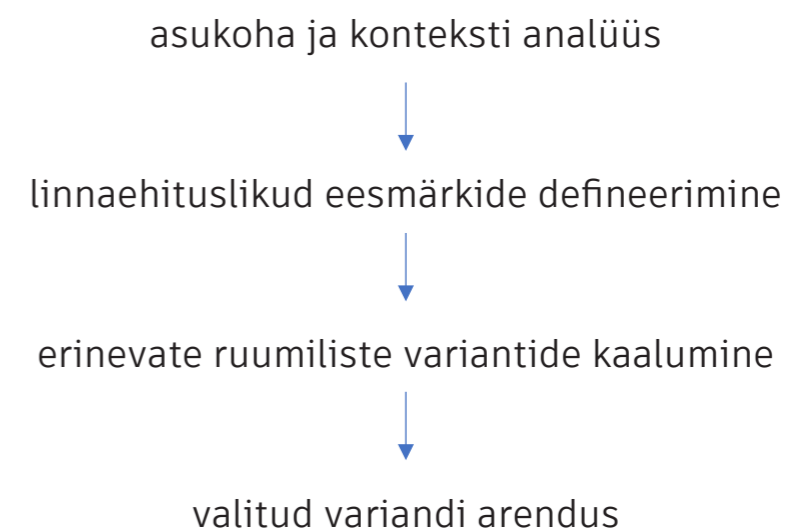 asukoha ja konteksti analüüs
linnaehituslikud eesmärkide defineerimine
erinevate ruumiliste variantide kaalumine
valitud variandi arendus